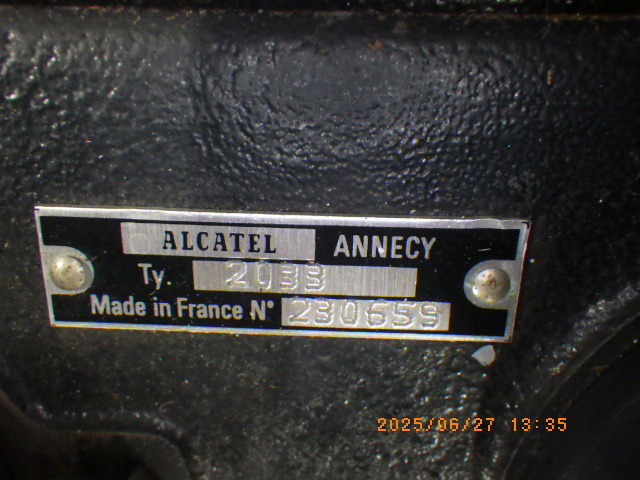 ALCATEL ANNECY
Ty. 2033
Made in France N° 230659
2025/06/27 13:35